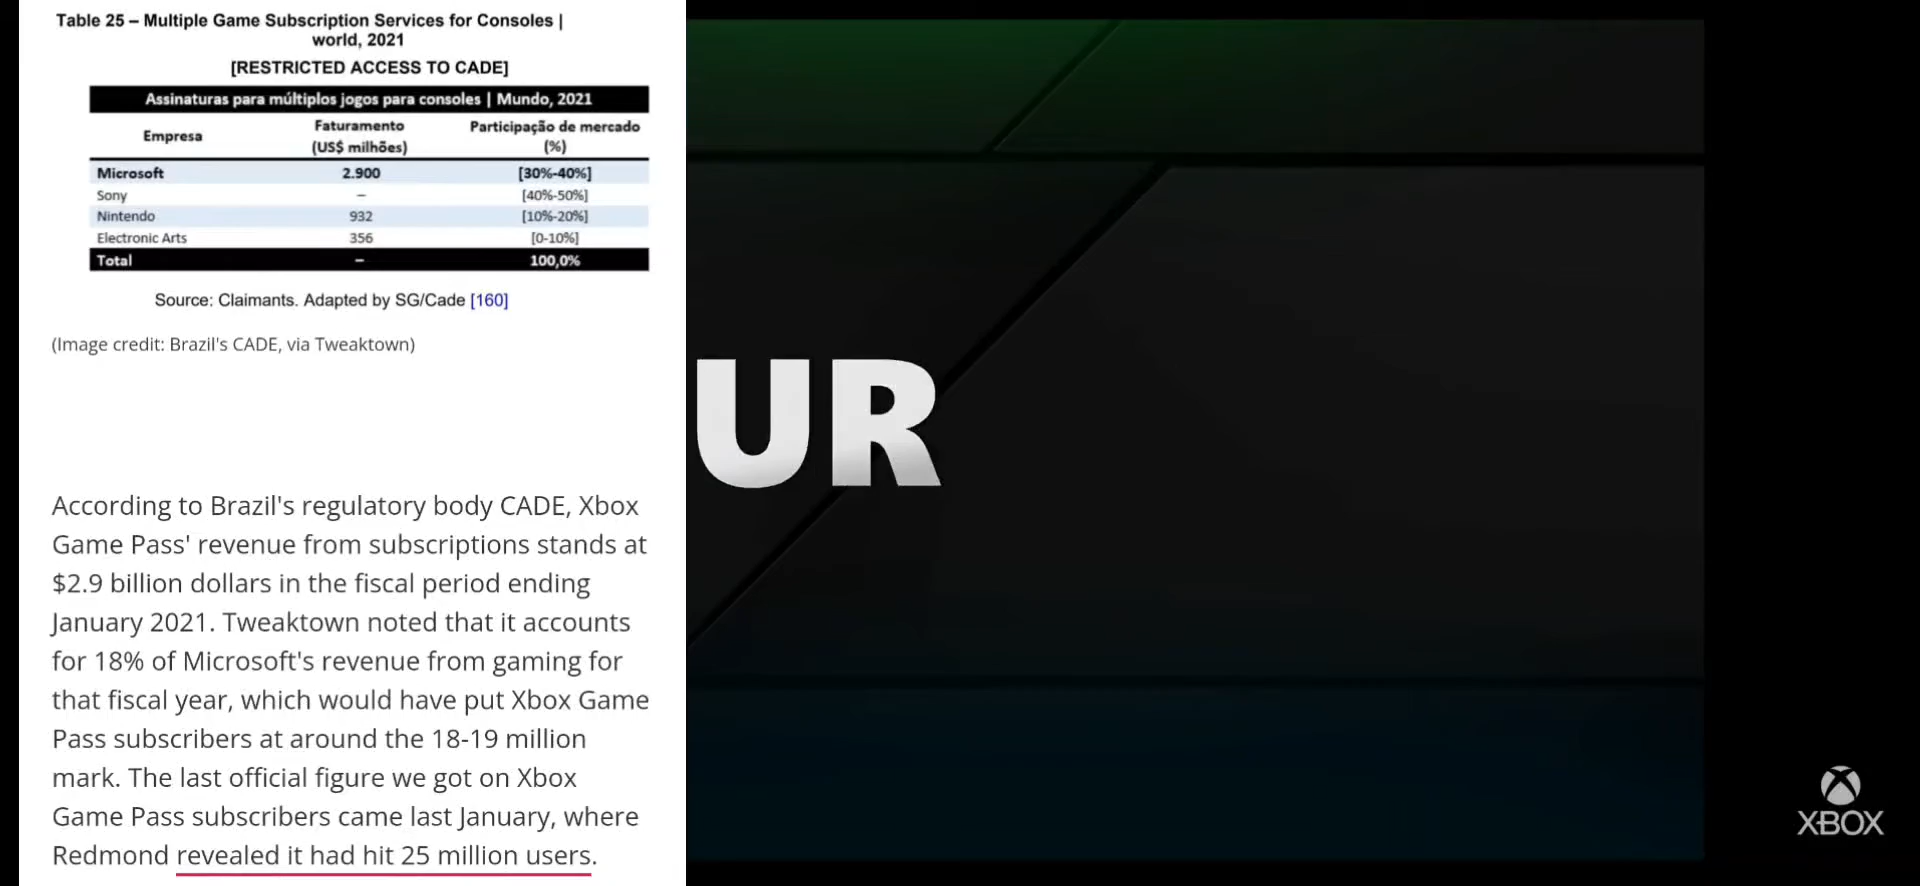 Table 25 – Multiple Game Subscription Services for Consoles |
world, 2021
[RESTRICTED ACCESS TO CADE]
Assinaturas para múltiplos jogos para consoles | Mundo, 2021
Empresa Faturamento (US$ milhões) Participação de mercado (%)
Microsoft 2.900 [30%-40%]
Sony – [40%-50%]
Nintendo 932 [10%-20%]
Electronic Arts 356 [0-10%]
Total – 100,0%
Source: Claimants. Adapted by SG/Cade [160]
(Image credit: Brazil's CADE, via Tweaktown)
According to Brazil's regulatory body CADE, Xbox
Game Pass' revenue from subscriptions stands at
$2.9 billion dollars in the fiscal period ending
January 2021. Tweaktown noted that it accounts
for 18% of Microsoft's revenue from gaming for
that fiscal year, which would have put Xbox Game
Pass subscribers at around the 18-19 million
mark. The last official figure we got on Xbox
Game Pass subscribers came last January, where
Redmond revealed it had hit 25 million users.
UR
XBOX